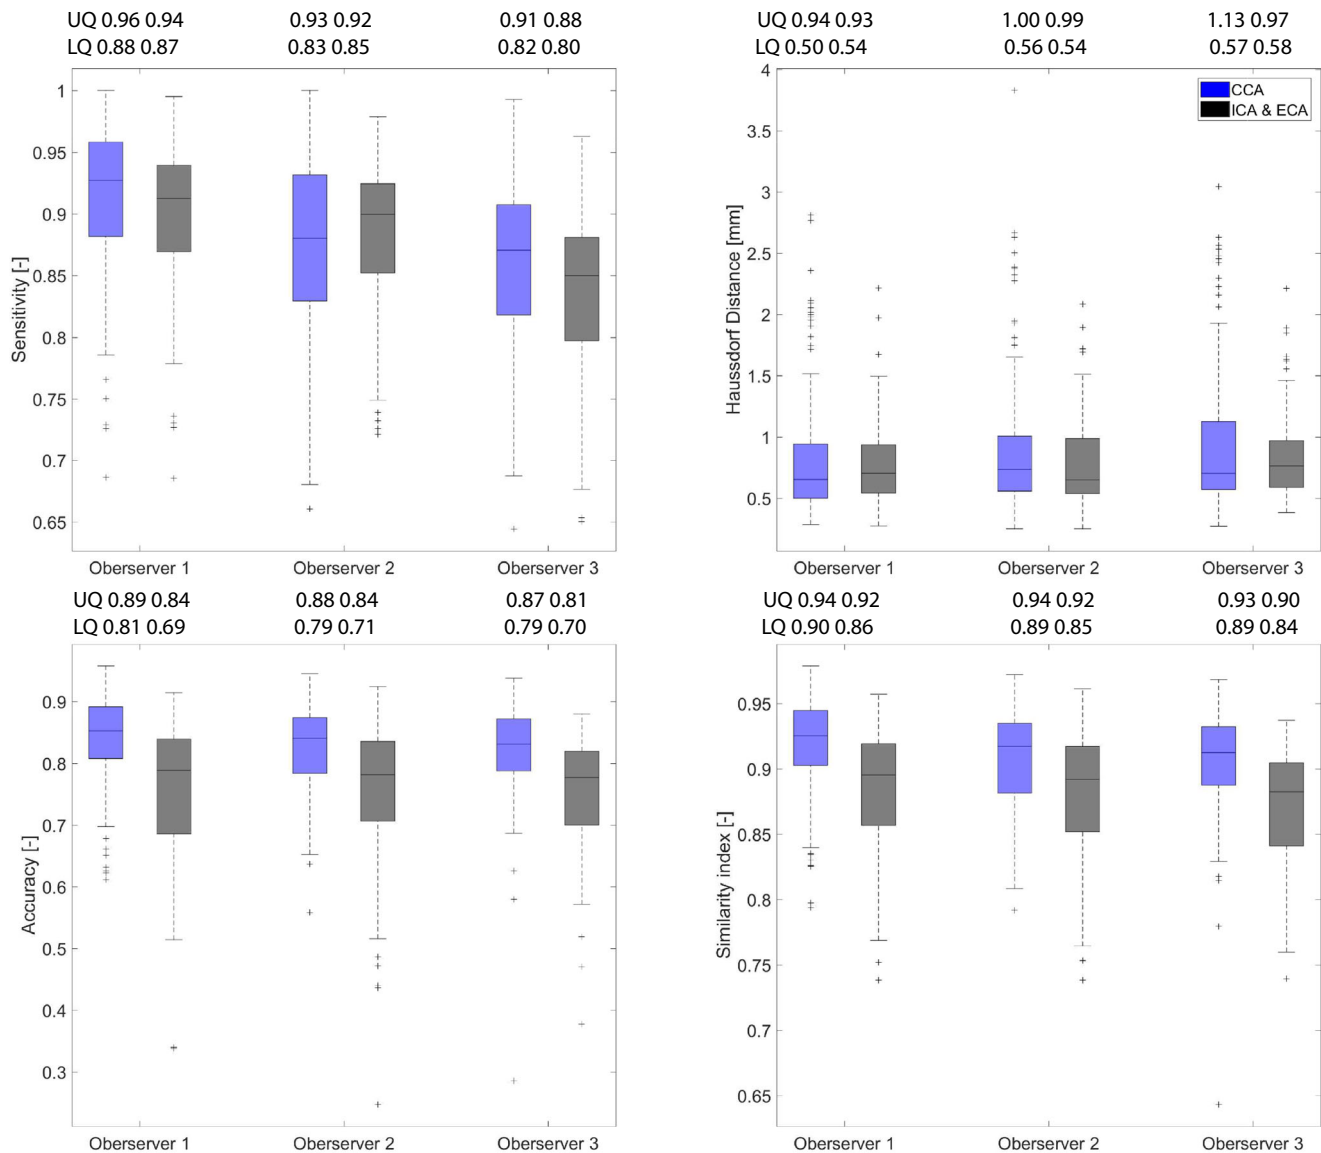 UQ 0.96 0.94 0.93 0.92 0.91 0.88
LQ 0.88 0.87 0.83 0.85 0.82 0.80
1
0.95
0.9
0.85
0.8
0.75
0.7
0.65
Sensitivity [-]
Oberserver 1 Oberserver 2 Oberserver 3
UQ 0.94 0.93 1.00 0.99 1.13 0.97
LQ 0.50 0.54 0.56 0.54 0.57 0.58
CCA
ICA & ECA
4
3.5
3
2.5
2
1.5
1
0.5
Haussdorf Distance [mm]
Oberserver 1 Oberserver 2 Oberserver 3
UQ 0.89 0.84 0.88 0.84 0.87 0.81
LQ 0.81 0.69 0.79 0.71 0.79 0.70
0.9
0.8
0.7
0.6
0.5
0.4
0.3
Accuracy [-]
Oberserver 1 Oberserver 2 Oberserver 3
UQ 0.94 0.92 0.94 0.92 0.93 0.90
LQ 0.90 0.86 0.89 0.85 0.89 0.84
0.95
0.9
0.85
0.8
0.75
0.7
0.65
Similarity index [-]
Oberserver 1 Oberserver 2 Oberserver 3